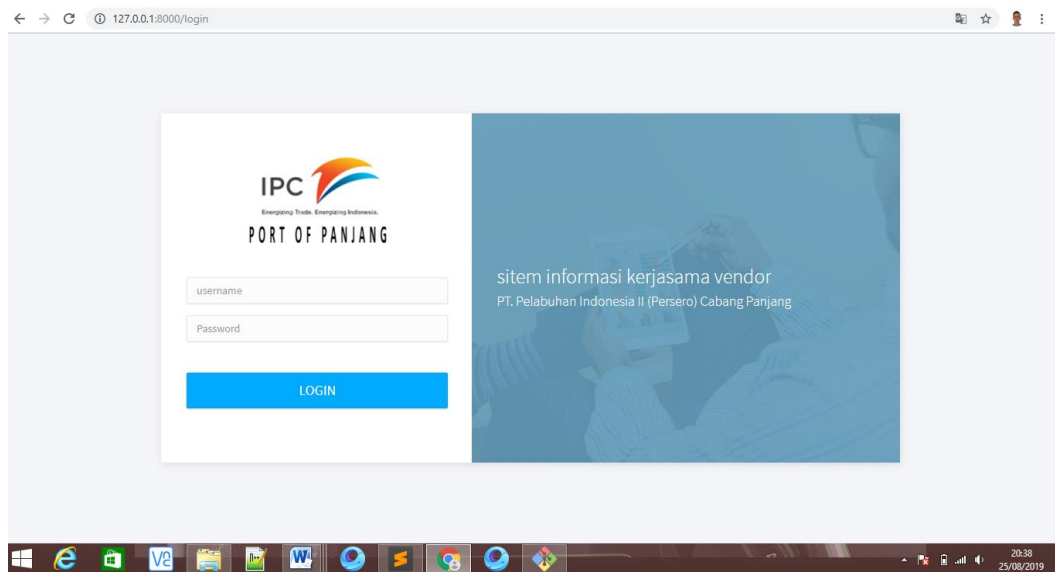 127.0.0.1:8000/login
IPC
Energizing Trade. Energizing Indonesia.
PORT OF PANJANG
username
Password
LOGIN
sitem informasi kerjasama vendor
PT. Pelabuhan Indonesia II (Persero) Cabang Panjang
20:38
25/08/2019